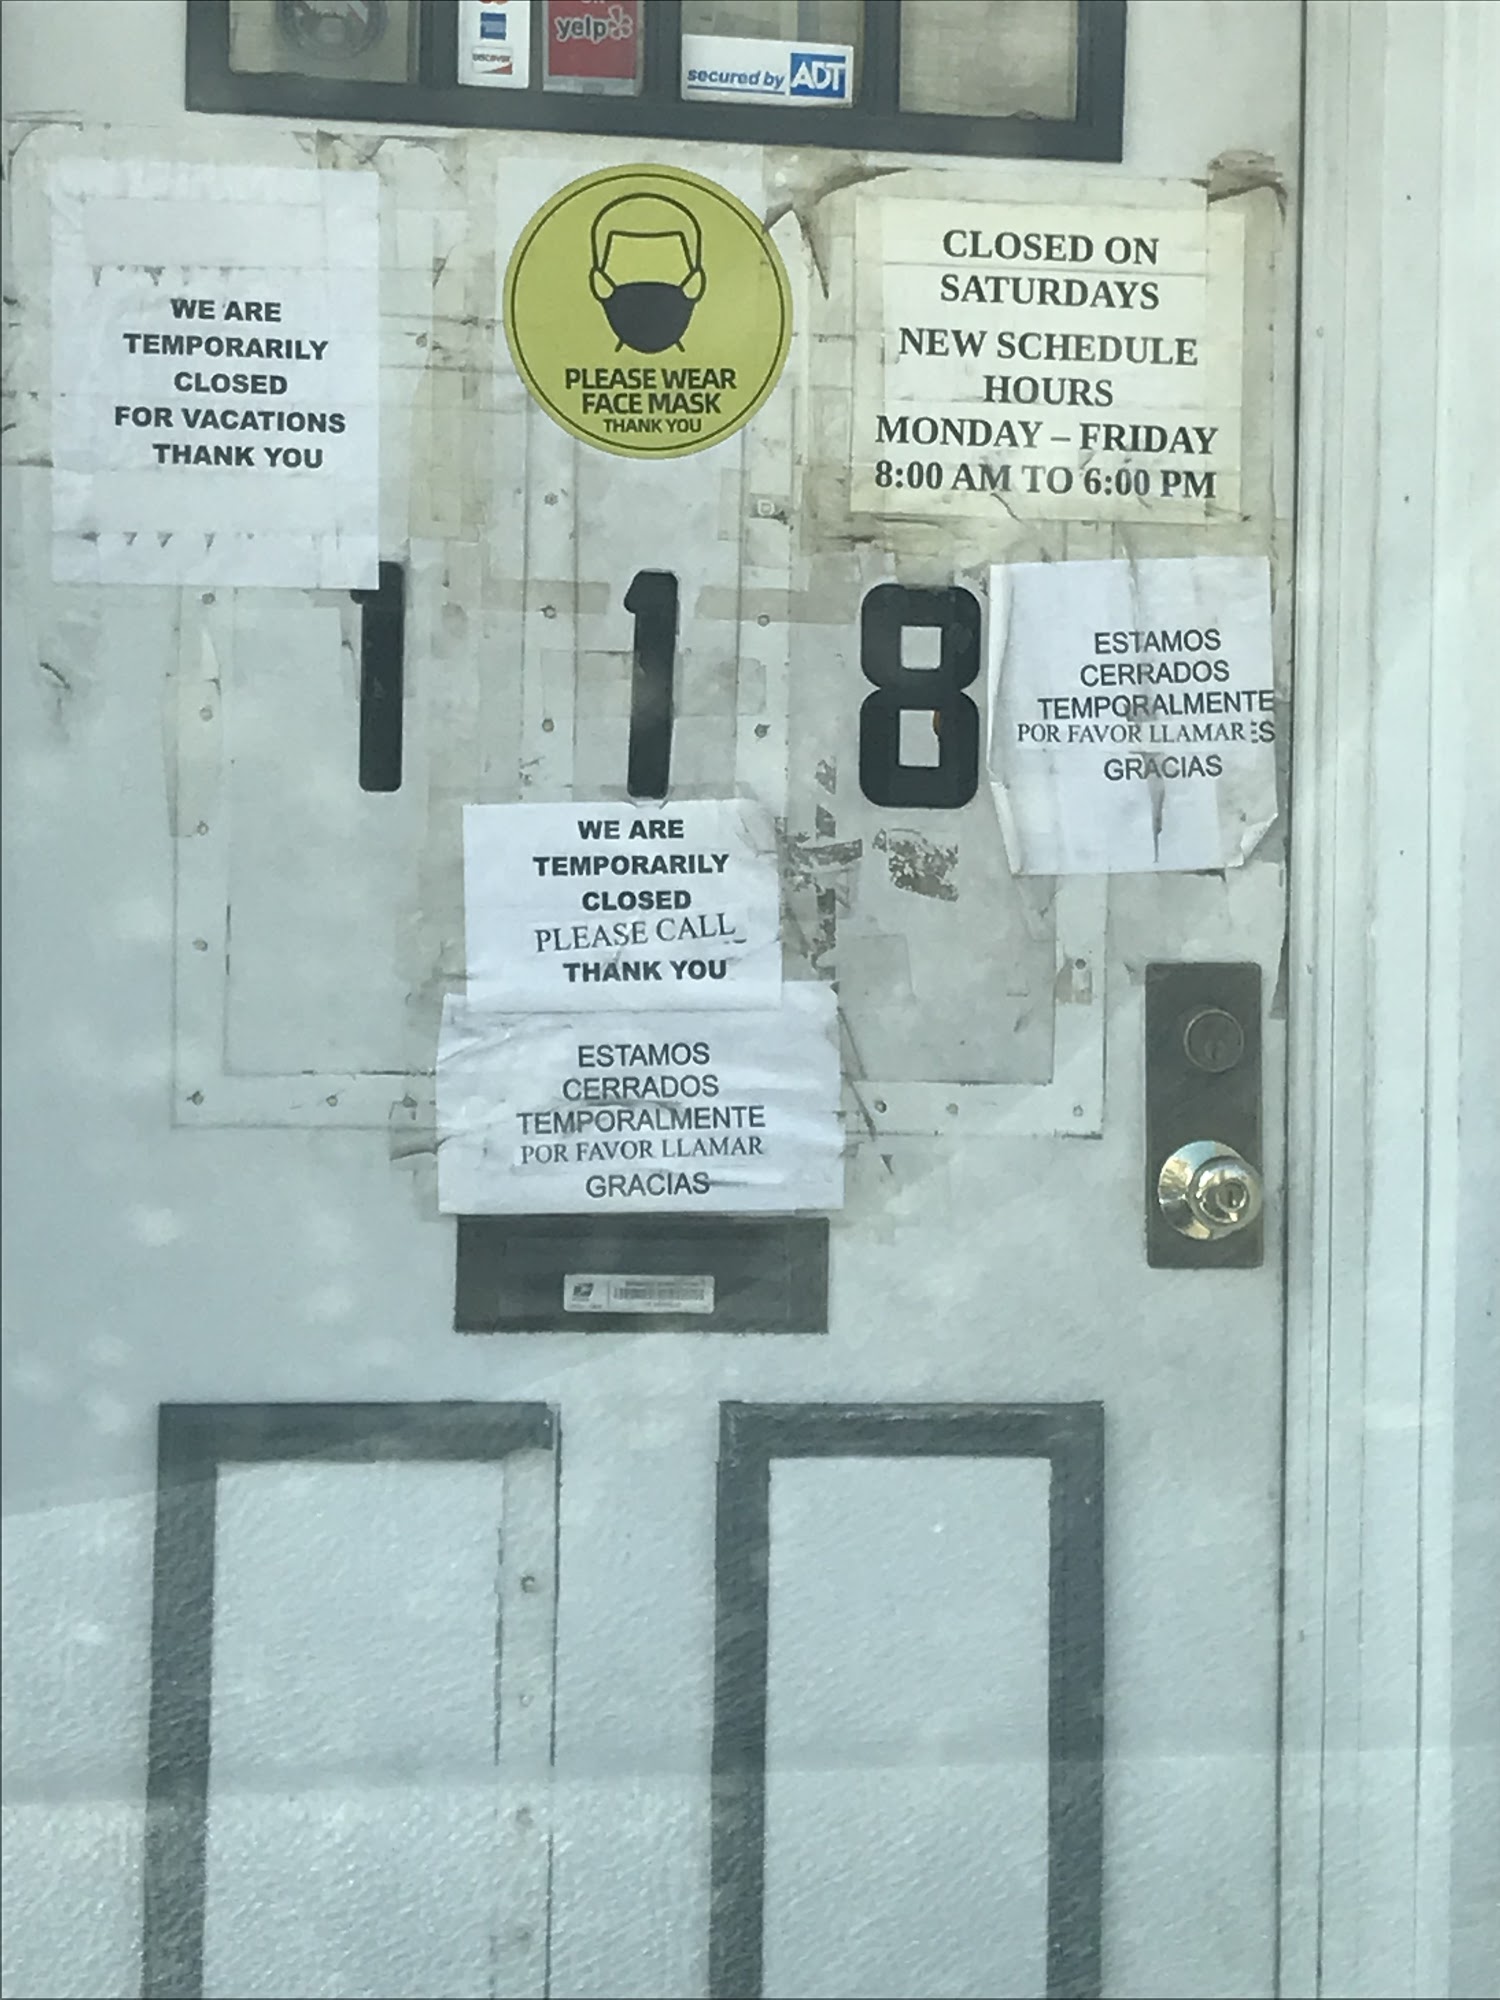 yelp
DISCOVER
secured by ADT
WE ARE
TEMPORARILY
CLOSED
FOR VACATIONS
THANK YOU
PLEASE WEAR
FACE MASK
THANK YOU
CLOSED ON
SATURDAYS
NEW SCHEDULE
HOURS
MONDAY – FRIDAY
8:00 AM TO 6:00 PM
118
ESTAMOS
CERRADOS
TEMPORALMENTE
POR FAVOR LLAMAR
GRACIAS
WE ARE
TEMPORARILY
CLOSED
PLEASE CALL
THANK YOU
ESTAMOS
CERRADOS
TEMPORALMENTE
POR FAVOR LLAMAR
GRACIAS